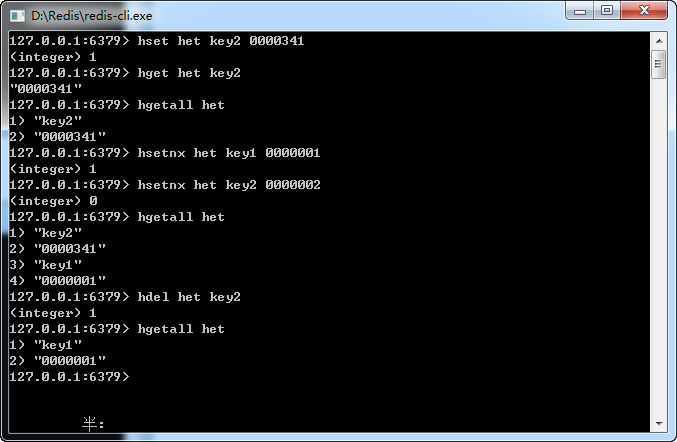 D:\Redis\redis-cli.exe
127.0.0.1:6379> hset het key2 0000341
(integer) 1
127.0.0.1:6379> hget het key2
"0000341"
127.0.0.1:6379> hgetall het
1) "key2"
2) "0000341"
127.0.0.1:6379> hsetnx het key1 0000001
(integer) 1
127.0.0.1:6379> hsetnx het key2 0000002
(integer) 0
127.0.0.1:6379> hgetall het
1) "key2"
2) "0000341"
3) "key1"
4) "0000001"
127.0.0.1:6379> hdel het key2
(integer) 1
127.0.0.1:6379> hgetall het
1) "key1"
2) "0000001"
127.0.0.1:6379>
半: